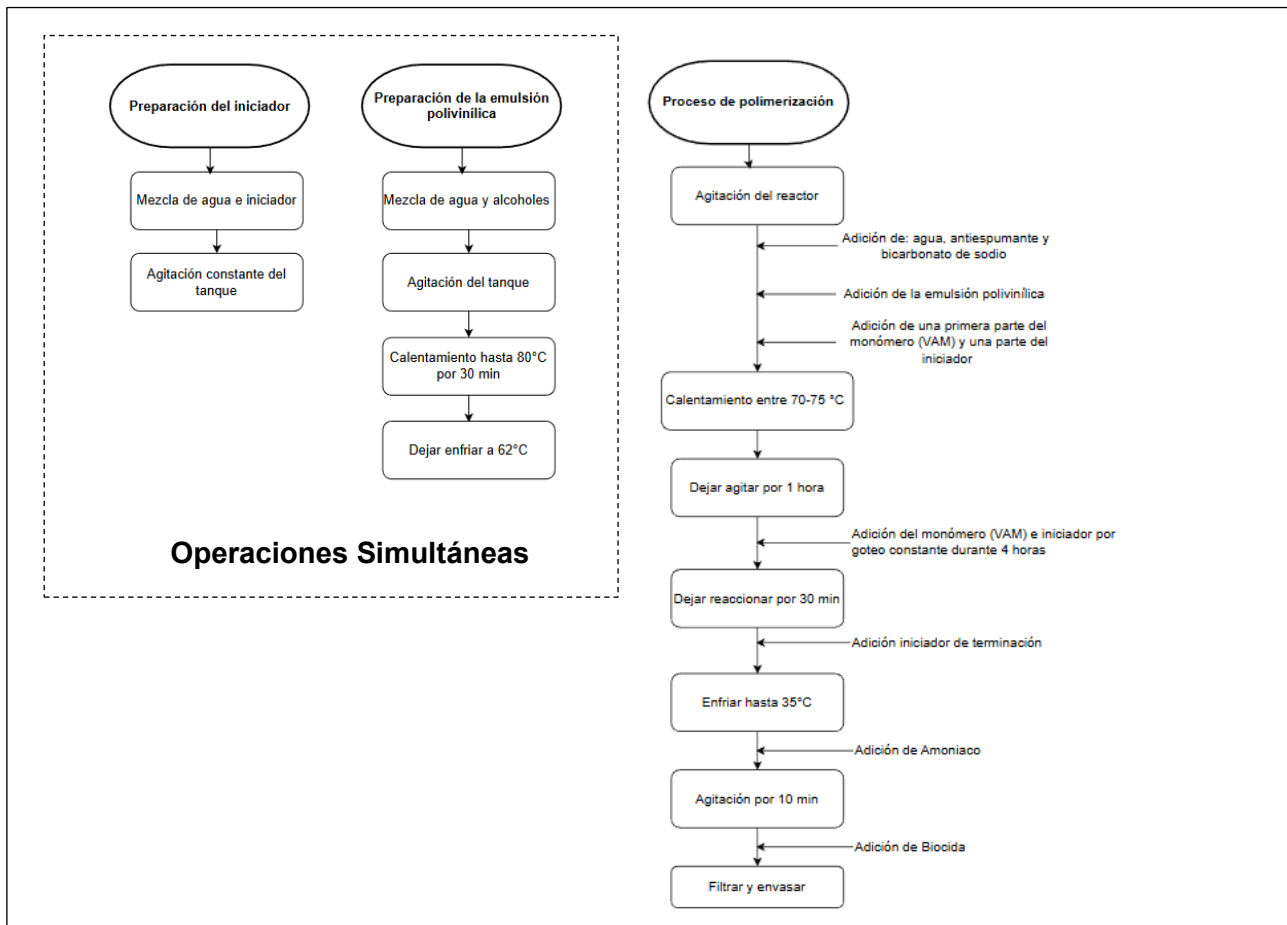 Preparación del iniciador
Mezcla de agua e iniciador
Agitación constante del
tanque
Preparación de la emulsión
polivinílica
Mezcla de agua y alcoholes
Agitación del tanque
Calentamiento hasta 80°C
por 30 min
Dejar enfriar a 62°C
Operaciones Simultáneas
Proceso de polimerización
Agitación del reactor
Adición de: agua, antiespumante y
bicarbonato de sodio
Adición de la emulsión polivinílica
Adición de una primera parte del
monómero (VAM) y una parte del
iniciador
Calentamiento entre 70-75 °C
Dejar agitar por 1 hora
Adición del monómero (VAM) e iniciador por
goteo constante durante 4 horas
Dejar reaccionar por 30 min
Adición iniciador de terminación
Enfriar hasta 35°C
Adición de Amoniaco
Agitación por 10 min
Adición de Biocida
Filtrar y envasar